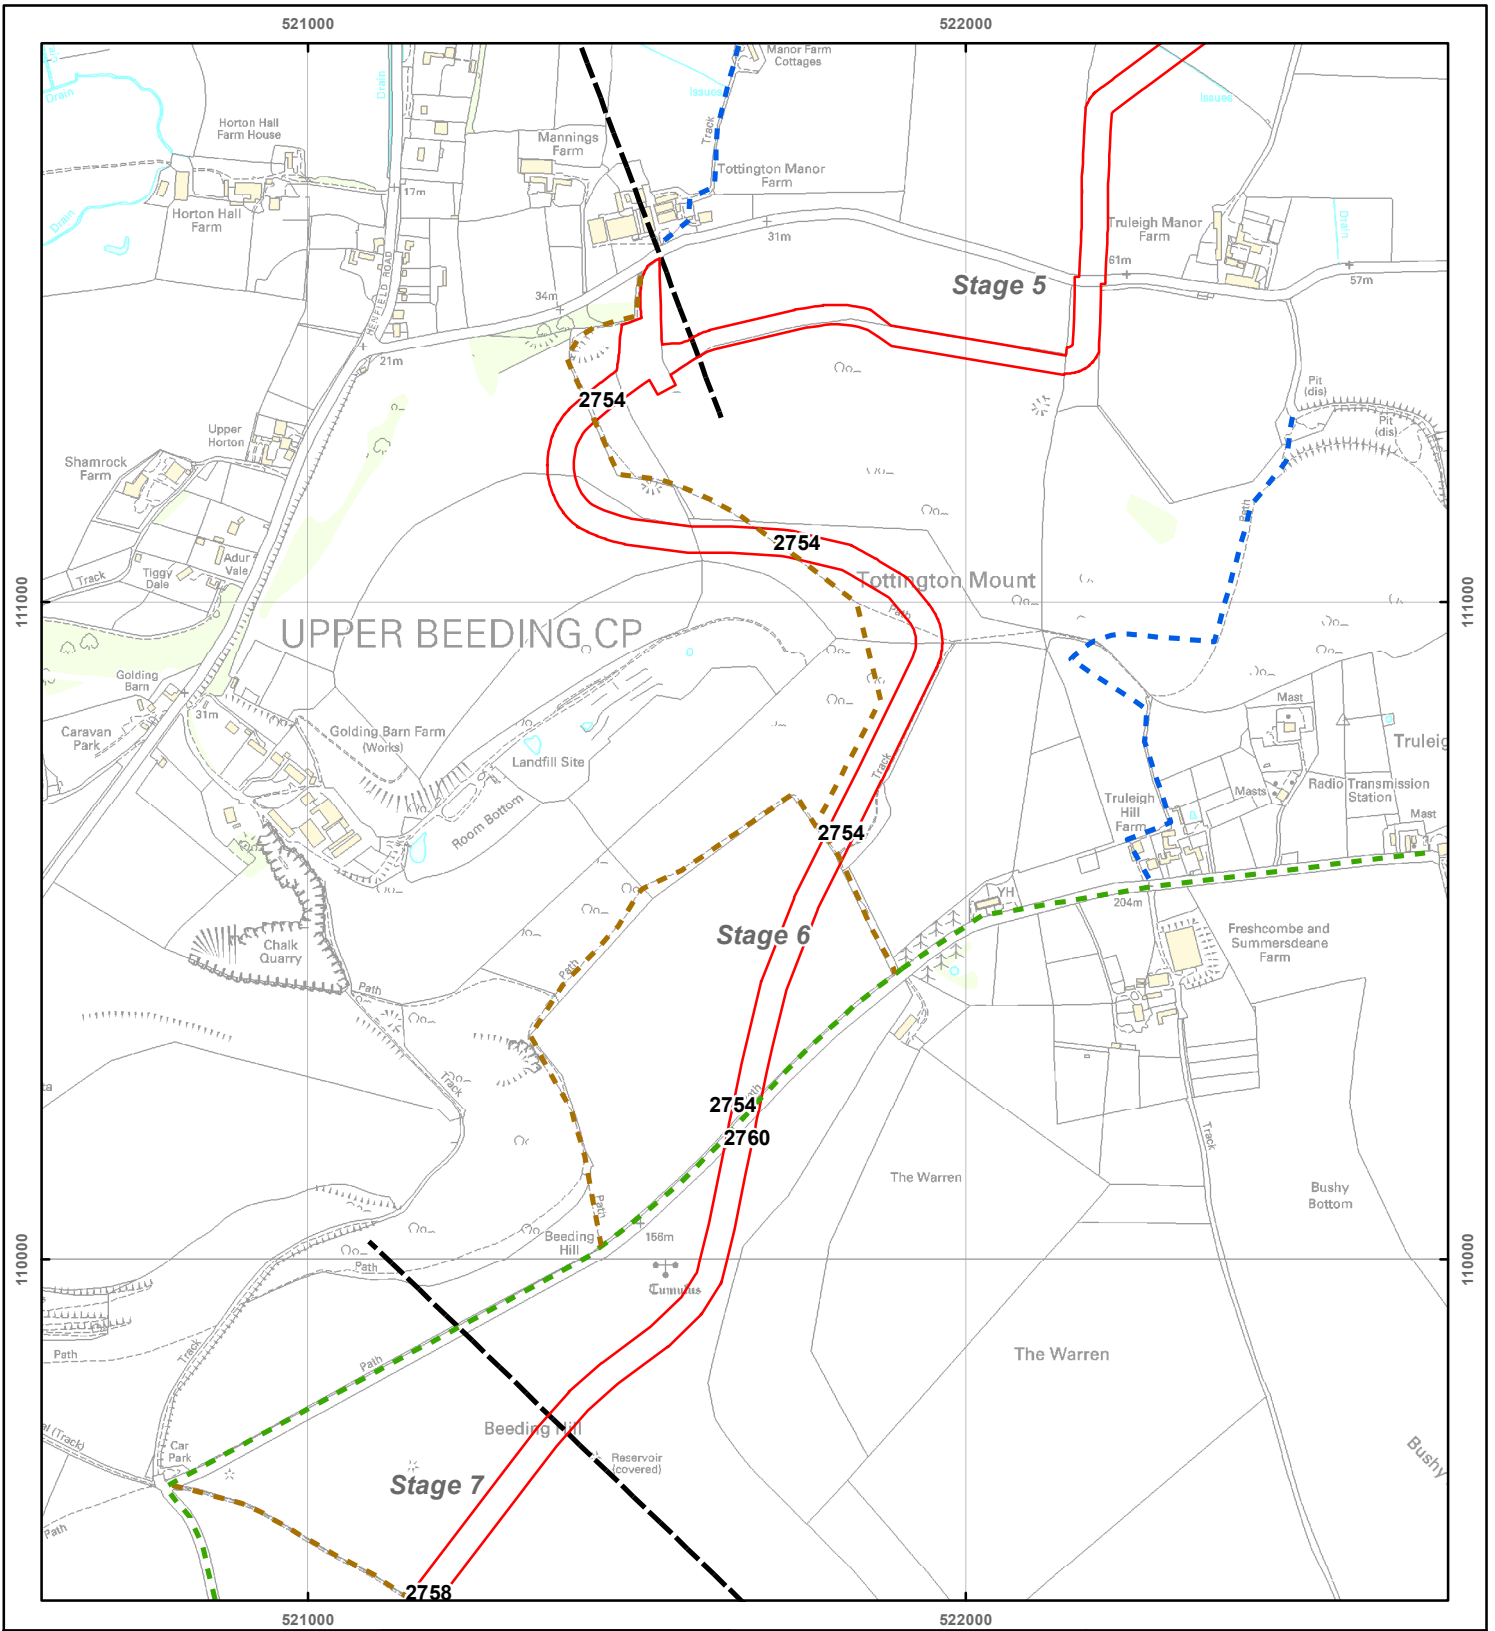 521000
522000
Drain
Drain
Drain
Drain
Horton Hall
Farm House
Horton Hall
Farm
17m
Mannings
Farm
Manor Farm
Cottages
Issues
Issues
Track
Tottington Manor
Farm
31m
Truleigh Manor
Farm
61m
57m
Stage 5
34m
HENFIELD ROAD
21m
2754
Pit
(dis)
Pit
(dis)
Upper
Horton
Shamrock
Farm
Adur
Vale
Tiggy
Dale
Track
2754
Tottington Mount
Path
Path
111000
111000
UPPER BEEDING CP
Golding
Barn
31m
Caravan
Park
Golding Barn Farm
(Works)
Landfill Site
Room Bottom
Track
2754
Mast
Truleig
Radio Transmission
Station
Masts
Mast
Truleigh
Hill
Farm
YH
204m
Freshcombe and
Summersdeane
Farm
Stage 6
Chalk
Quarry
Path
Path
Track
ta
2754
2760
Track
The Warren
Bushy
Bottom
Path
Beeding
Hill
156m
Tumulus
110000
110000
Path
Path
Track
Path
The Warren
Beeding Hill
Reservoir
(covered)
Car
Park
(Track)
Path
Stage 7
Bushy
2758
521000
522000